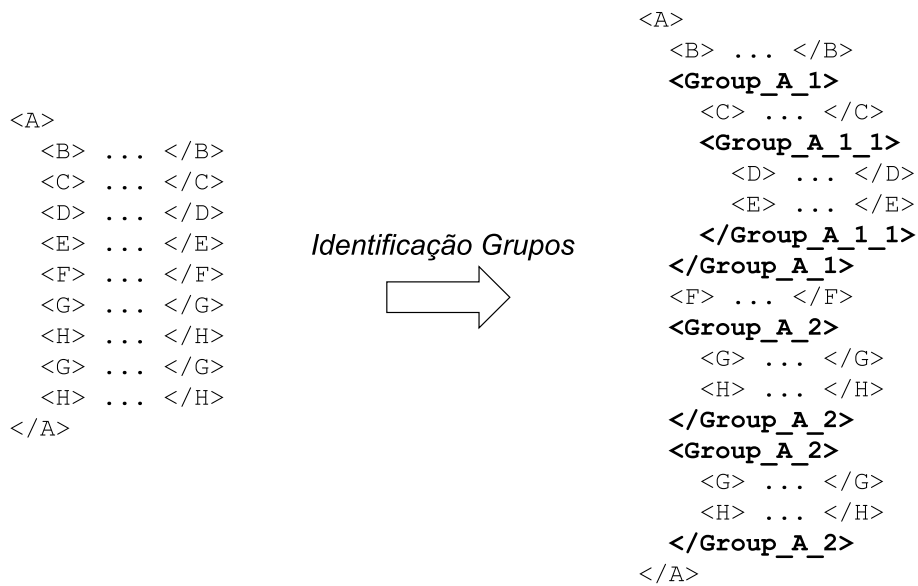 <A>
<B> ... </B>
<C> ... </C>
<D> ... </D>
<E> ... </E>
<F> ... </F>
<G> ... </G>
<H> ... </H>
<G> ... </G>
<H> ... </H>
</A>
Identificação Grupos
<A>
<B> ... </B>
<Group_A_1>
<C> ... </C>
<Group_A_1_1>
<D> ... </D>
<E> ... </E>
</Group_A_1_1>
</Group_A_1>
<F> ... </F>
<Group_A_2>
<G> ... </G>
<H> ... </H>
</Group_A_2>
<Group_A_2>
<G> ... </G>
<H> ... </H>
</Group_A_2>
</A>